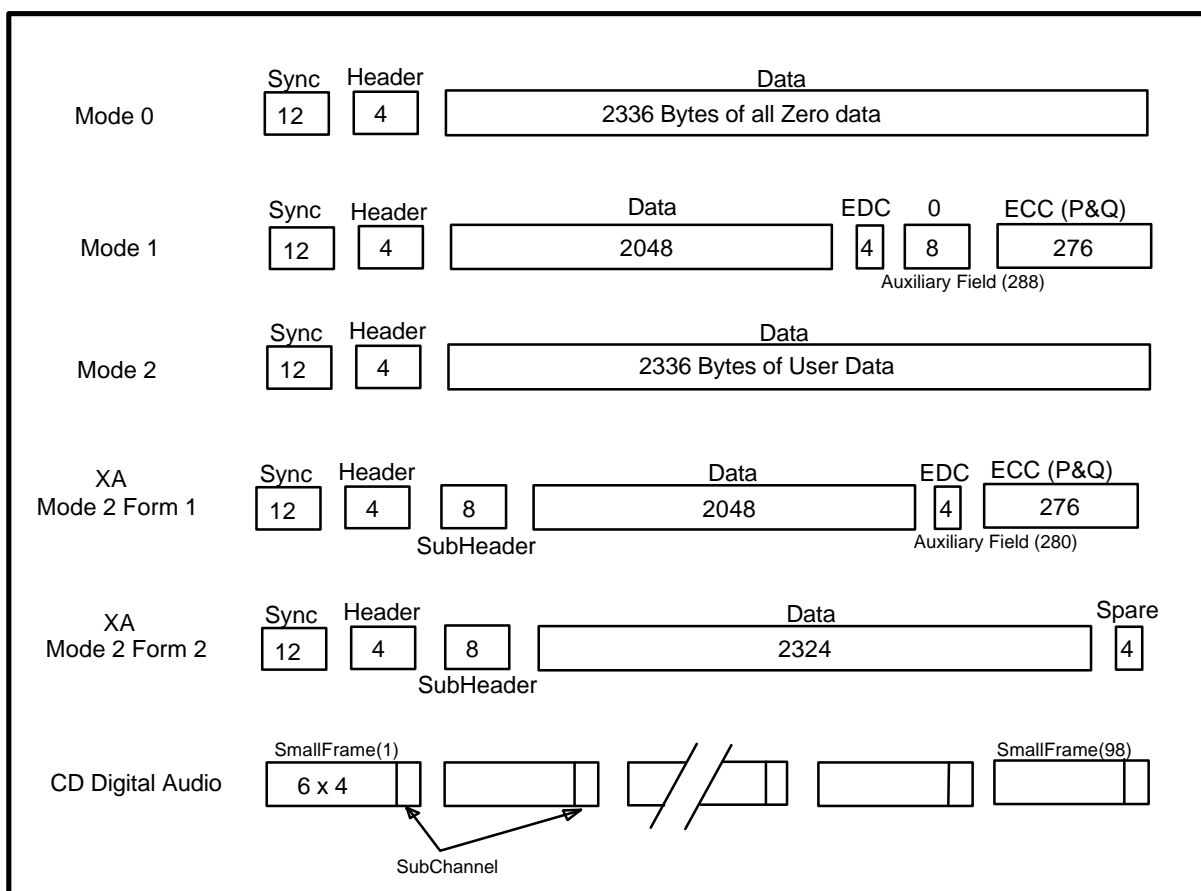 Sync Header Data
Mode 0 12 4 2336 Bytes of all Zero data
Sync Header Data EDC 0 ECC (P&Q)
Mode 1 12 4 2048 4 8 276
Auxiliary Field (288)
Sync Header Data
Mode 2 12 4 2336 Bytes of User Data
XA
Mode 2 Form 1
Sync Header Data EDC ECC (P&Q)
12 4 8 2048 4 276
SubHeader Auxiliary Field (280)
XA
Mode 2 Form 2
Sync Header Data Spare
12 4 8 2324 4
SubHeader
SmallFrame(1) SmallFrame(98)
CD Digital Audio 6 x 4
SubChannel